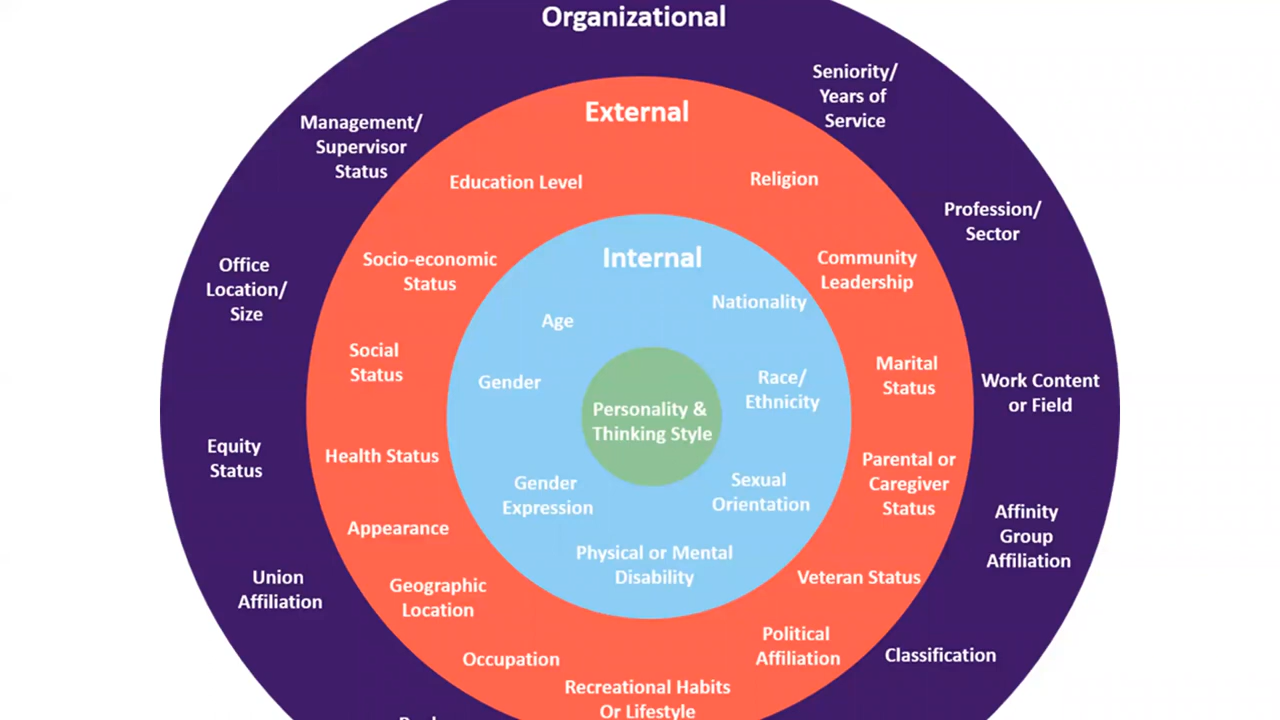 Organizational
Seniority/
Years of
Service
Management/
Supervisor
Status
Profession/
Sector
Office
Location/
Size
Work Content
or Field
Equity
Status
Affinity
Group
Affiliation
Union
Affiliation
Classification
External
Education Level
Religion
Socio-economic
Status
Community
Leadership
Social
Status
Marital
Status
Health Status
Parental or
Caregiver
Status
Appearance
Veteran Status
Geographic
Location
Political
Affiliation
Occupation
Recreational Habits
Or Lifestyle
Internal
Nationality
Age
Gender
Race/
Ethnicity
Gender
Expression
Sexual
Orientation
Physical or Mental
Disability
Personality &
Thinking Style